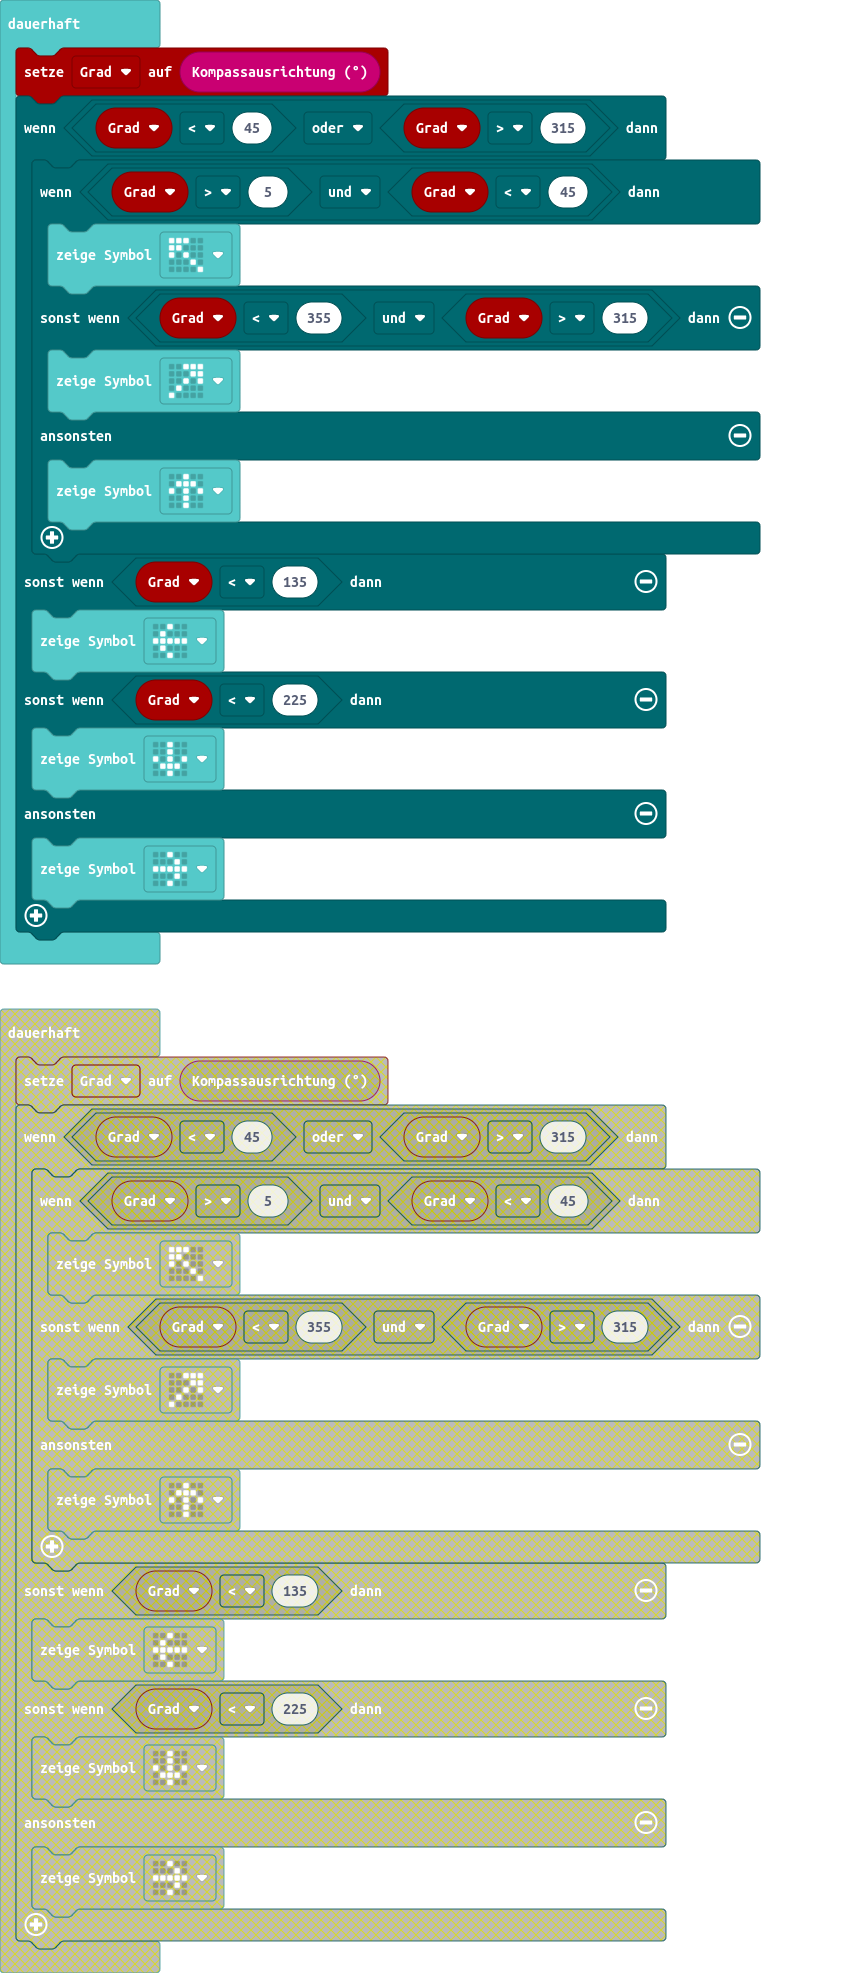 dauerhaft
setze Grad auf Kompassausrichtung (°)
wenn Grad < 45 oder Grad > 315 dann
wenn Grad > 5 und Grad < 45 dann
zeige Symbol
sonst wenn Grad < 355 und Grad > 315 dann
zeige Symbol
ansonsten
zeige Symbol
sonst wenn Grad < 135 dann
zeige Symbol
sonst wenn Grad < 225 dann
zeige Symbol
ansonsten
zeige Symbol
dauerhaft
setze Grad auf Kompassausrichtung (°)
wenn Grad < 45 oder Grad > 315 dann
wenn Grad > 5 und Grad < 45 dann
zeige Symbol
sonst wenn Grad < 355 und Grad > 315 dann
zeige Symbol
ansonsten
zeige Symbol
sonst wenn Grad < 135 dann
zeige Symbol
sonst wenn Grad < 225 dann
zeige Symbol
ansonsten
zeige Symbol